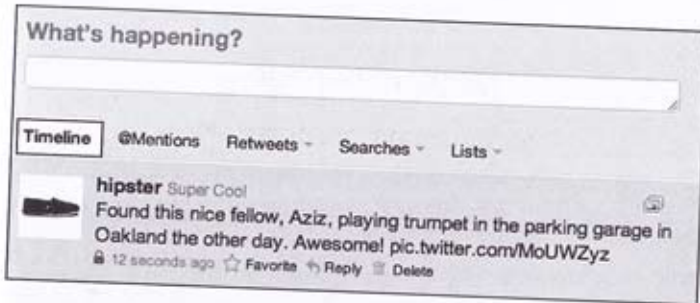 What's happening?
Timeline @Mentions Retweets Searches Lists
hipster Super Cool
Found this nice fellow, Aziz, playing trumpet in the parking garage in
Oakland the other day. Awesome! pic.twitter.com/MoUWZyz
12 seconds ago Favorite Reply Delete